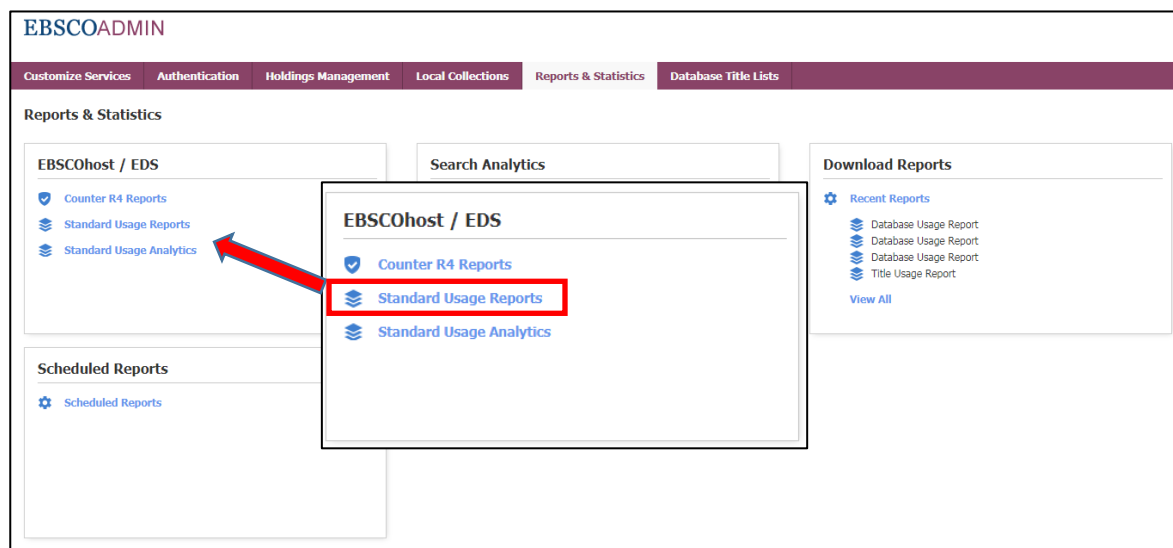 EBSCOADMIN
Customize Services Authentication Holdings Management Local Collections Reports & Statistics Database Title Lists
Reports & Statistics
EBSCOhost / EDS
Counter R4 Reports
Standard Usage Reports
Standard Usage Analytics
Search Analytics
EBSCOhost / EDS
Counter R4 Reports
Standard Usage Reports
Standard Usage Analytics
Download Reports
Recent Reports
Database Usage Report
Database Usage Report
Database Usage Report
Title Usage Report
View All
Scheduled Reports
Scheduled Reports